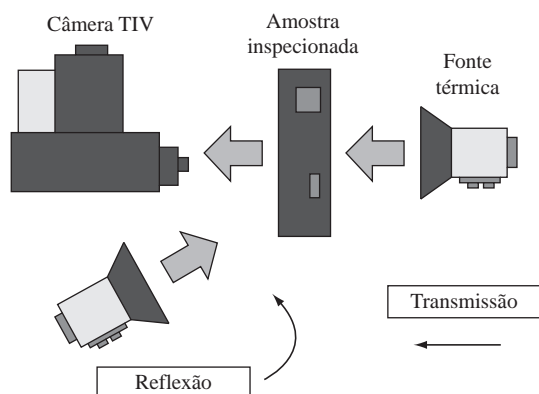 Câmera TIV
Amostra
inspecionada
Fonte
térmica
Transmissão
Reflexão